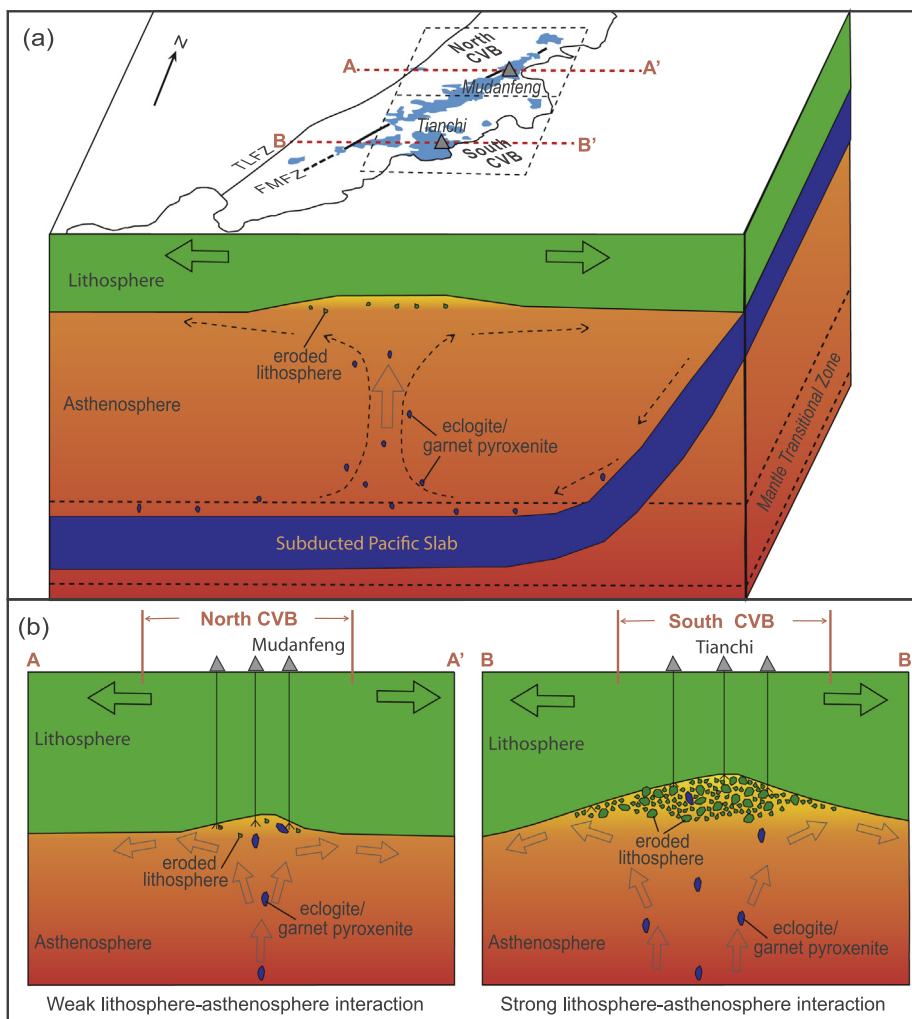 (a)
N
North
CVB
A
A'
Mudanfeng
Tianchi
B
B'
South
CVB
TLFZ
FMFZ
Lithosphere
eroded
lithosphere
Asthenosphere
eclogite/
garnet pyroxenite
Mantle Transitional Zone
Subducted Pacific Slab
(b)
North CVB
Mudanfeng
A
A'
Lithosphere
eroded
lithosphere
eclogite/
garnet pyroxenite
Asthenosphere
Weak lithosphere-asthenosphere interaction
South CVB
Tianchi
B
B
Lithosphere
eroded
lithosphere
eclogite/
garnet pyroxenite
Asthenosphere
Strong lithosphere-asthenosphere interaction